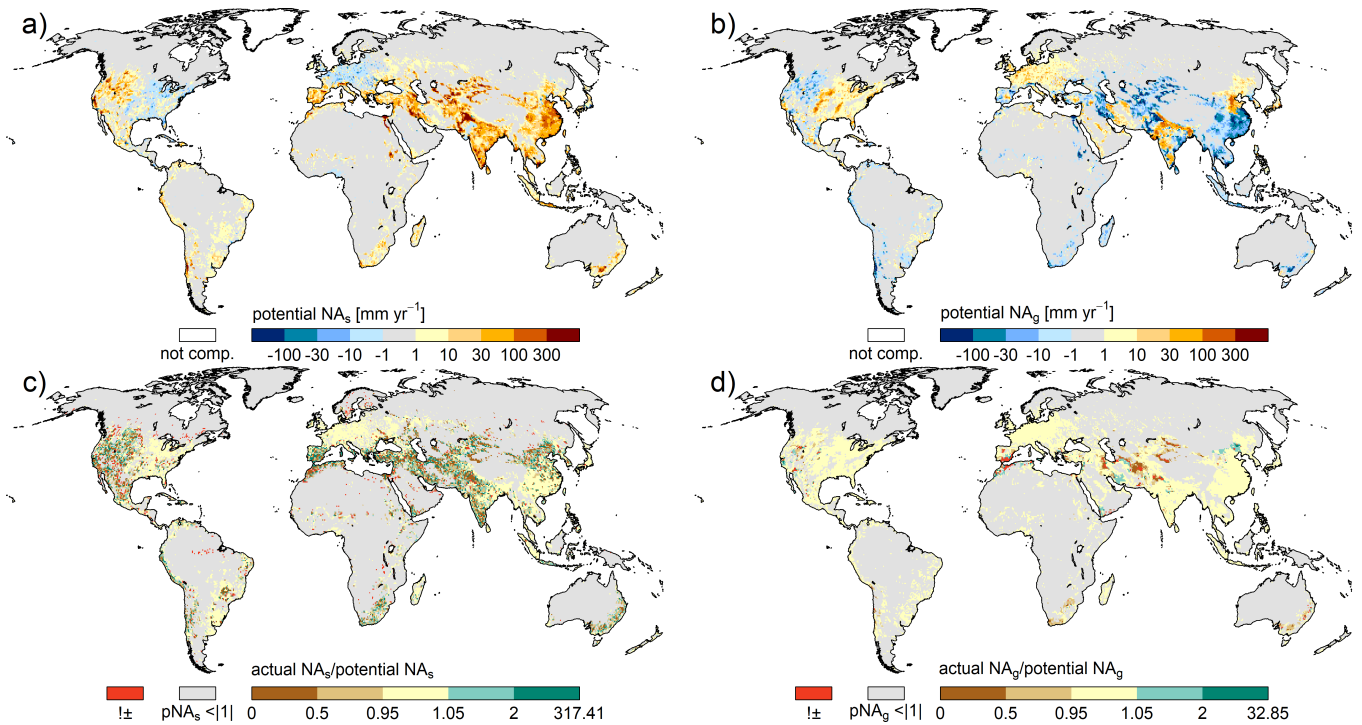 a)
b)
potential NAs [mm yr⁻¹]
not comp.
-100 -30 -10 -1 1 10 30 100 300
potential NAg [mm yr⁻¹]
not comp.
-100 -30 -10 -1 1 10 30 100 300
c)
d)
actual NAs/potential NAs
!± pNAs <|1| 0 0.5 0.95 1.05 2 317.41
actual NAg/potential NAg
!± pNAg <|1| 0 0.5 0.95 1.05 2 32.85